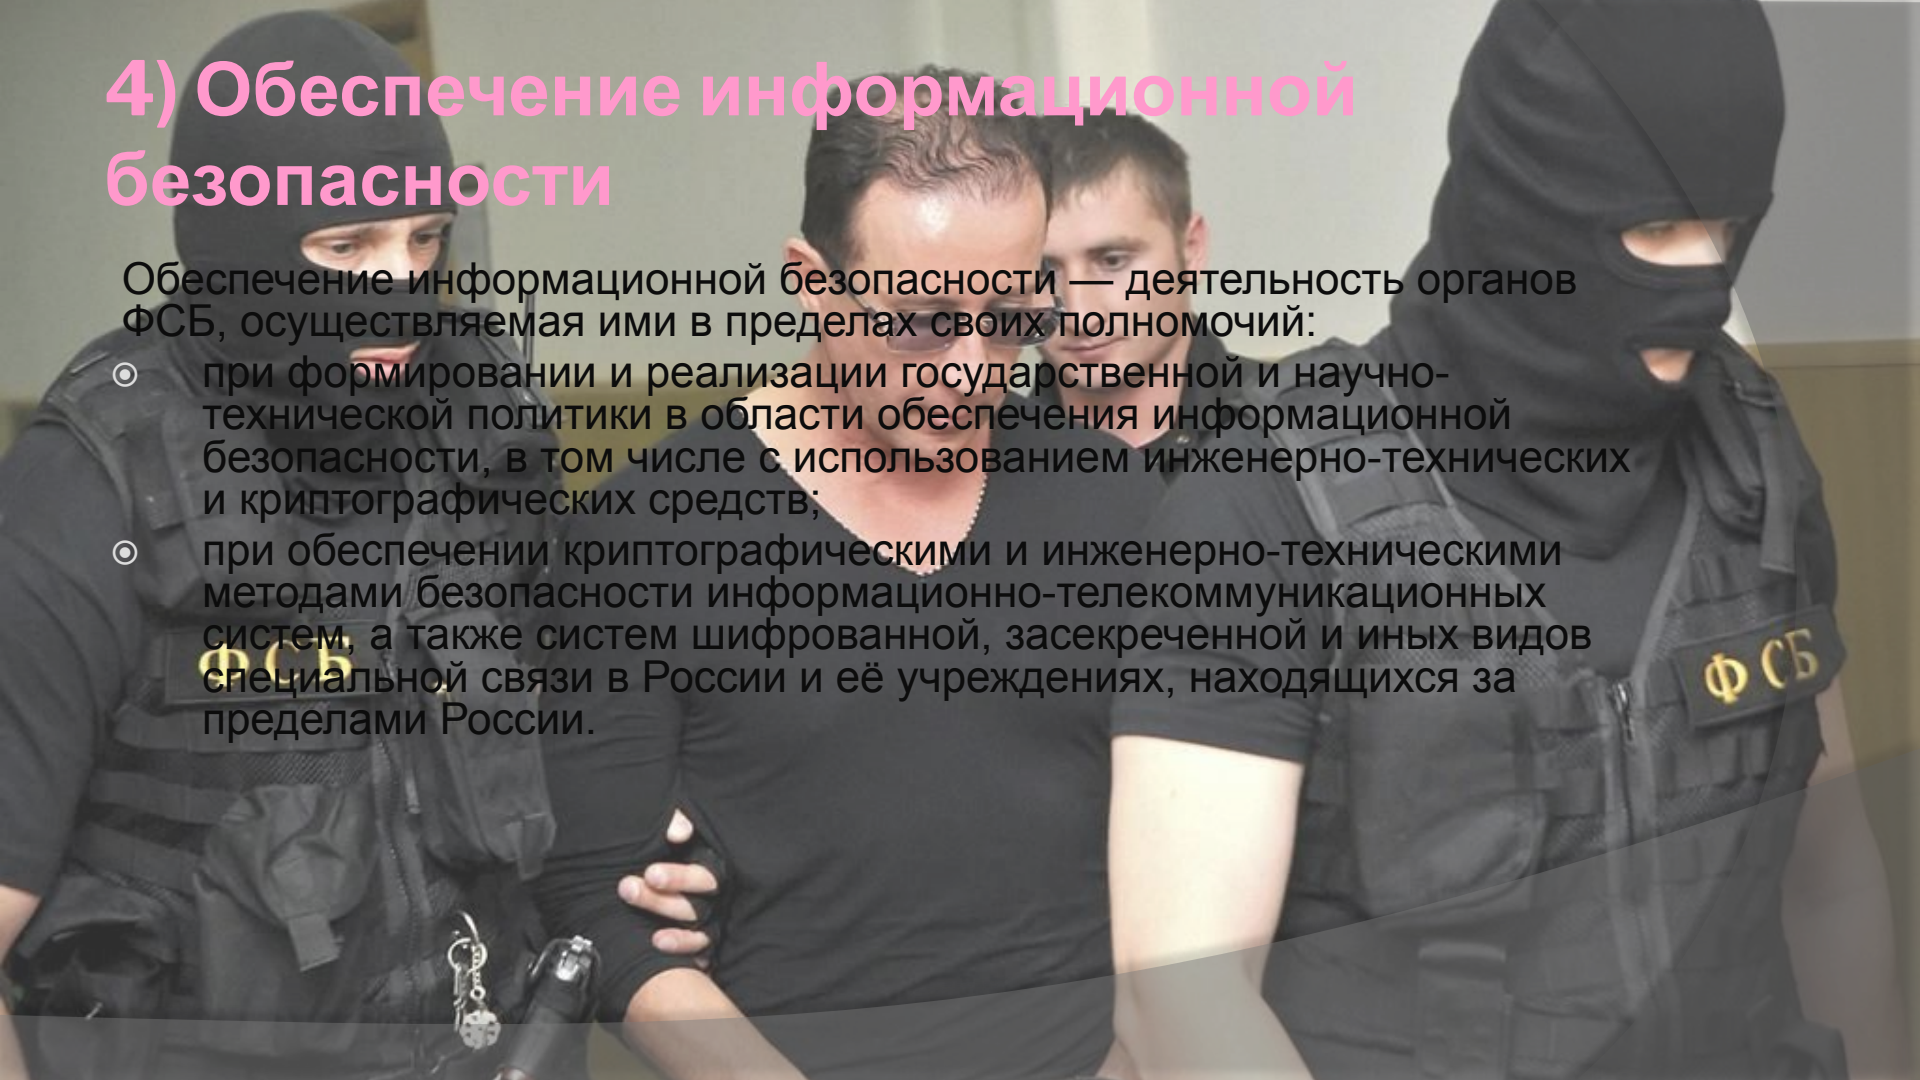 4) Обеспечение информационной
безопасности
Обеспечение информационной безопасности — деятельность органов
ФСБ, осуществляемая ими в пределах своих полномочий:
при формировании и реализации государственной и научно-
технической политики в области обеспечения информационной
безопасности, в том числе с использованием инженерно-технических
и криптографических средств;
при обеспечении криптографическими и инженерно-техническими
методами безопасности информационно-телекоммуникационных
систем, а также систем шифрованной, засекреченной и иных видов
специальной связи в России и её учреждениях, находящихся за
пределами России.
ФСБ
ФСБ